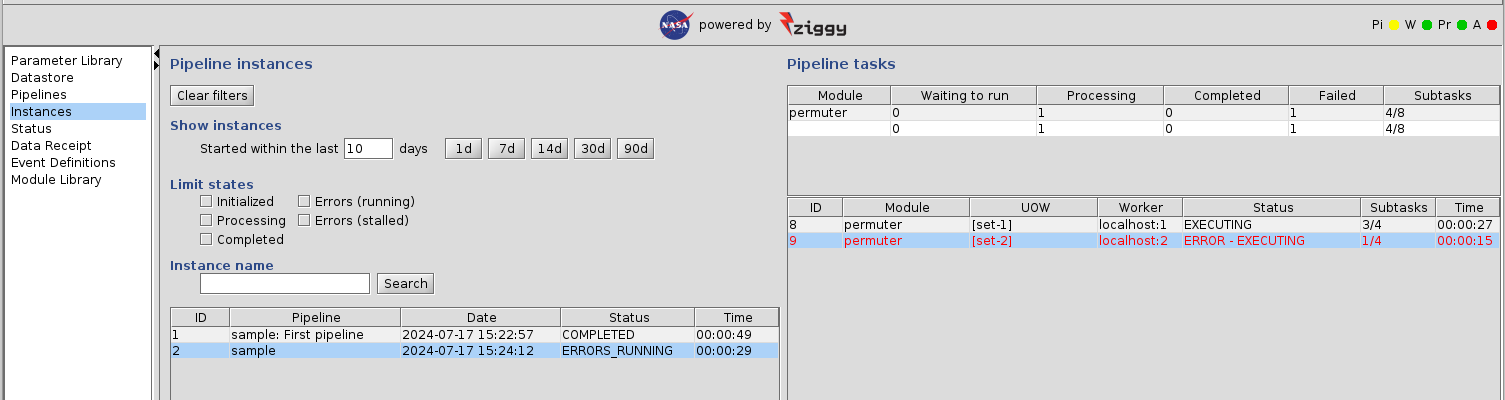 NASA powered by ziggy
Pi W Pr A
Parameter Library
Datastore
Pipelines
Instances
Status
Data Receipt
Event Definitions
Module Library
Pipeline instances
Clear filters
Show instances
Started within the last 10 days 1d 7d 14d 30d 90d
Limit states
Initialized Errors (running)
Processing Errors (stalled)
Completed
Instance name
Search
ID Pipeline Date Status Time
1 sample: First pipeline 2024-07-17 15:22:57 COMPLETED 00:00:49
2 sample 2024-07-17 15:24:12 ERRORS_RUNNING 00:00:29
Pipeline tasks
Module Waiting to run Processing Completed Failed Subtasks
permuter 0 1 0 1 4/8
0 1 0 1 4/8
ID Module UOW Worker Status Subtasks Time
8 permuter [set-1] localhost:1 EXECUTING 3/4 00:00:27
9 permuter [set-2] localhost:2 ERROR - EXECUTING 1/4 00:00:15